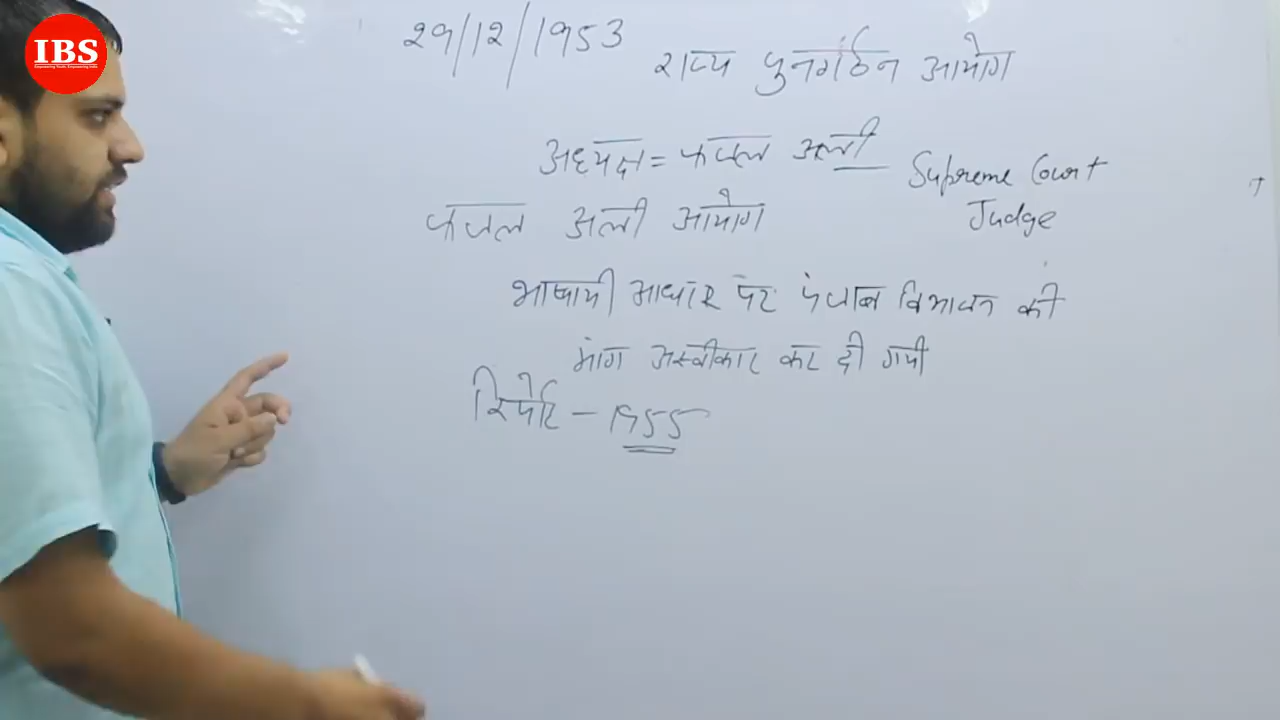 IBS
29/12/1953
राज्य पुनर्गठन आयोग
अध्यक्ष = फजल अली
Supreme Court
Judge
फजल अली आयोग
भाषायी आधार पर पंजाब विभाजन की
मांग अस्वीकार कर दी गयी
रिपोर्ट - 1955